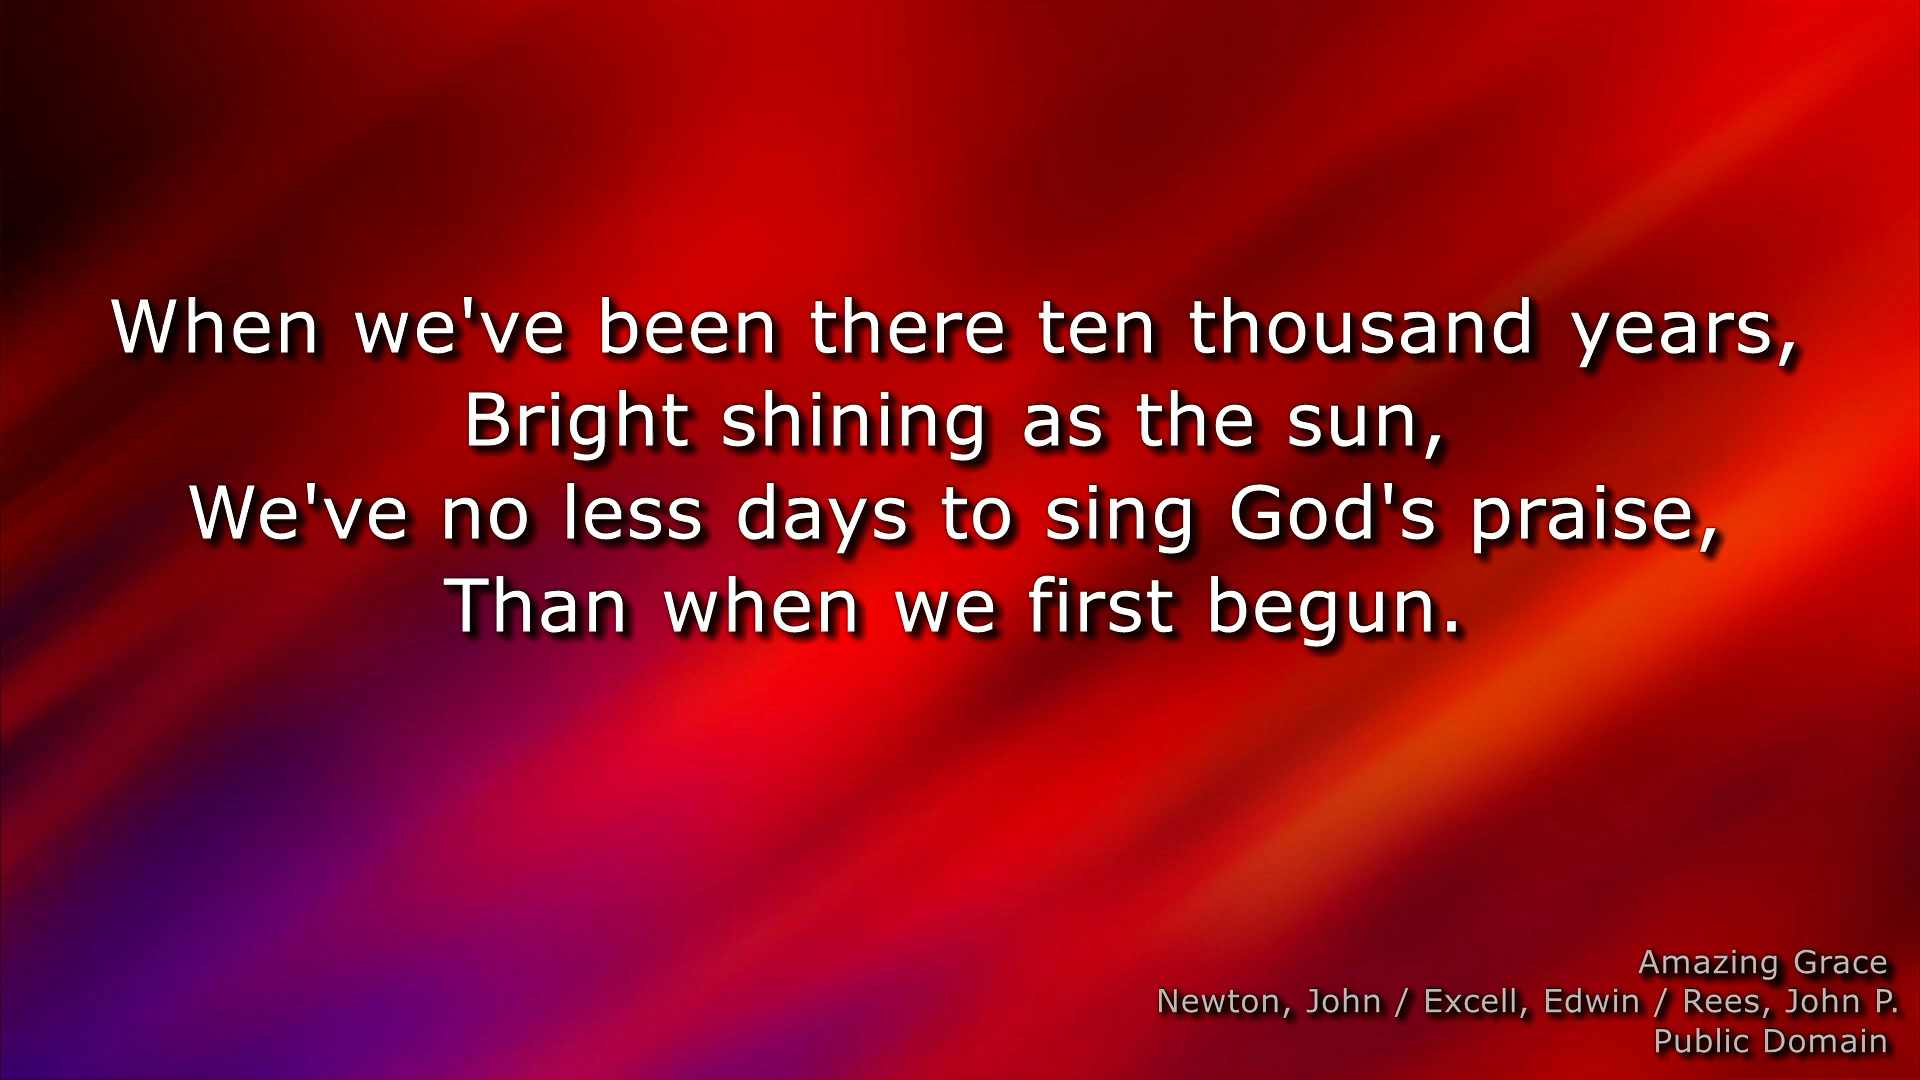 When we've been there ten thousand years,
Bright shining as the sun,
We've no less days to sing God's praise,
Than when we first begun.
Amazing Grace
Newton, John / Excell, Edwin / Rees, John P.
Public Domain